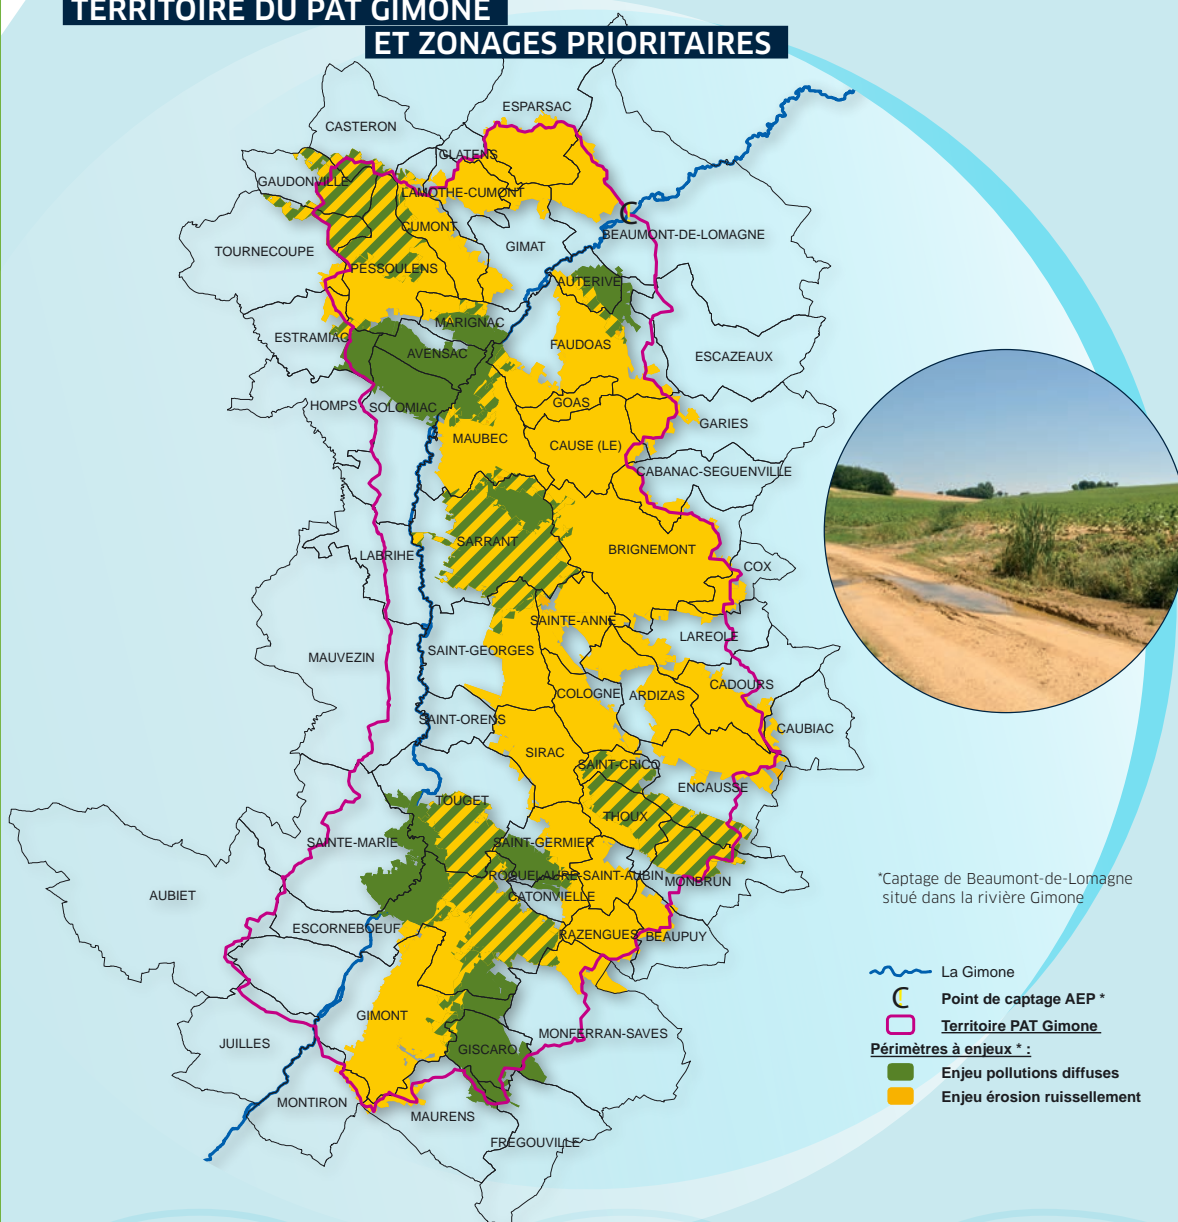 TERRITOIRE DU PAT GIMONE
ET ZONAGES PRIORITAIRES
ESPARSAC
CASTERON
GLATENS
GAUDONVILLE
LAMOTHE-CUMONT
CUMONT
BEAUMONT-DE-LOMAGNE
GIMAT
TOURNECOUPE
PESSOULENS
AUTERIVE
MARIGNAC
ESTRAMIAC
FAUDOAS
AVENSAC
ESCAZEAUX
HOMPS
SOLOMIAC
GOAS
GARIES
MAUBEC
CAUSE (LE)
CABANAC-SEGUENVILLE
SARRANT
BRIGNEMONT
LABRIHE
COX
SAINTE-ANNE
LAREOLE
SAINT-GEORGES
MAUVEZIN
COLOGNE
ARDIZAS
CADOURS
SAINT-ORENS
CAUBIAC
SIRAC
SAINT-CRICQ
ENCAUSSE
TOUGET
THOUX
SAINTE-MARIE
SAINT-GERMIER
ROQUELAURE-SAINT-AUBIN
MONBRUN
AUBIET
CATONVIELLE
ESCORNEBOEUF
RAZENGUES
BEAUPUY
GIMONT
MONFERRAN-SAVES
JUILLES
GISCARO
MONTIRON
MAURENS
FREGOUVILLE
*Captage de Beaumont-de-Lomagne
situé dans la rivière Gimone
La Gimone
Point de captage AEP *
Territoire PAT Gimone
Périmètres à enjeux * :
Enjeu pollutions diffuses
Enjeu érosion ruissellement